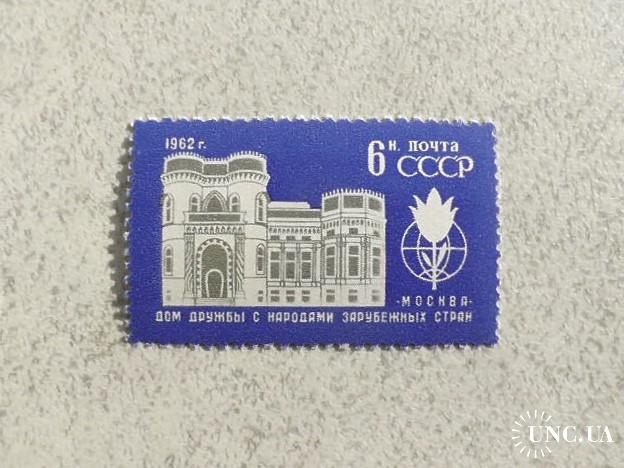 1962 г.
6 к. ПОЧТА
СССР
·МОСКВА·
ДОМ ДРУЖБЫ С НАРОДАМИ ЗАРУБЕЖНЫХ СТРАН
UNC.UA